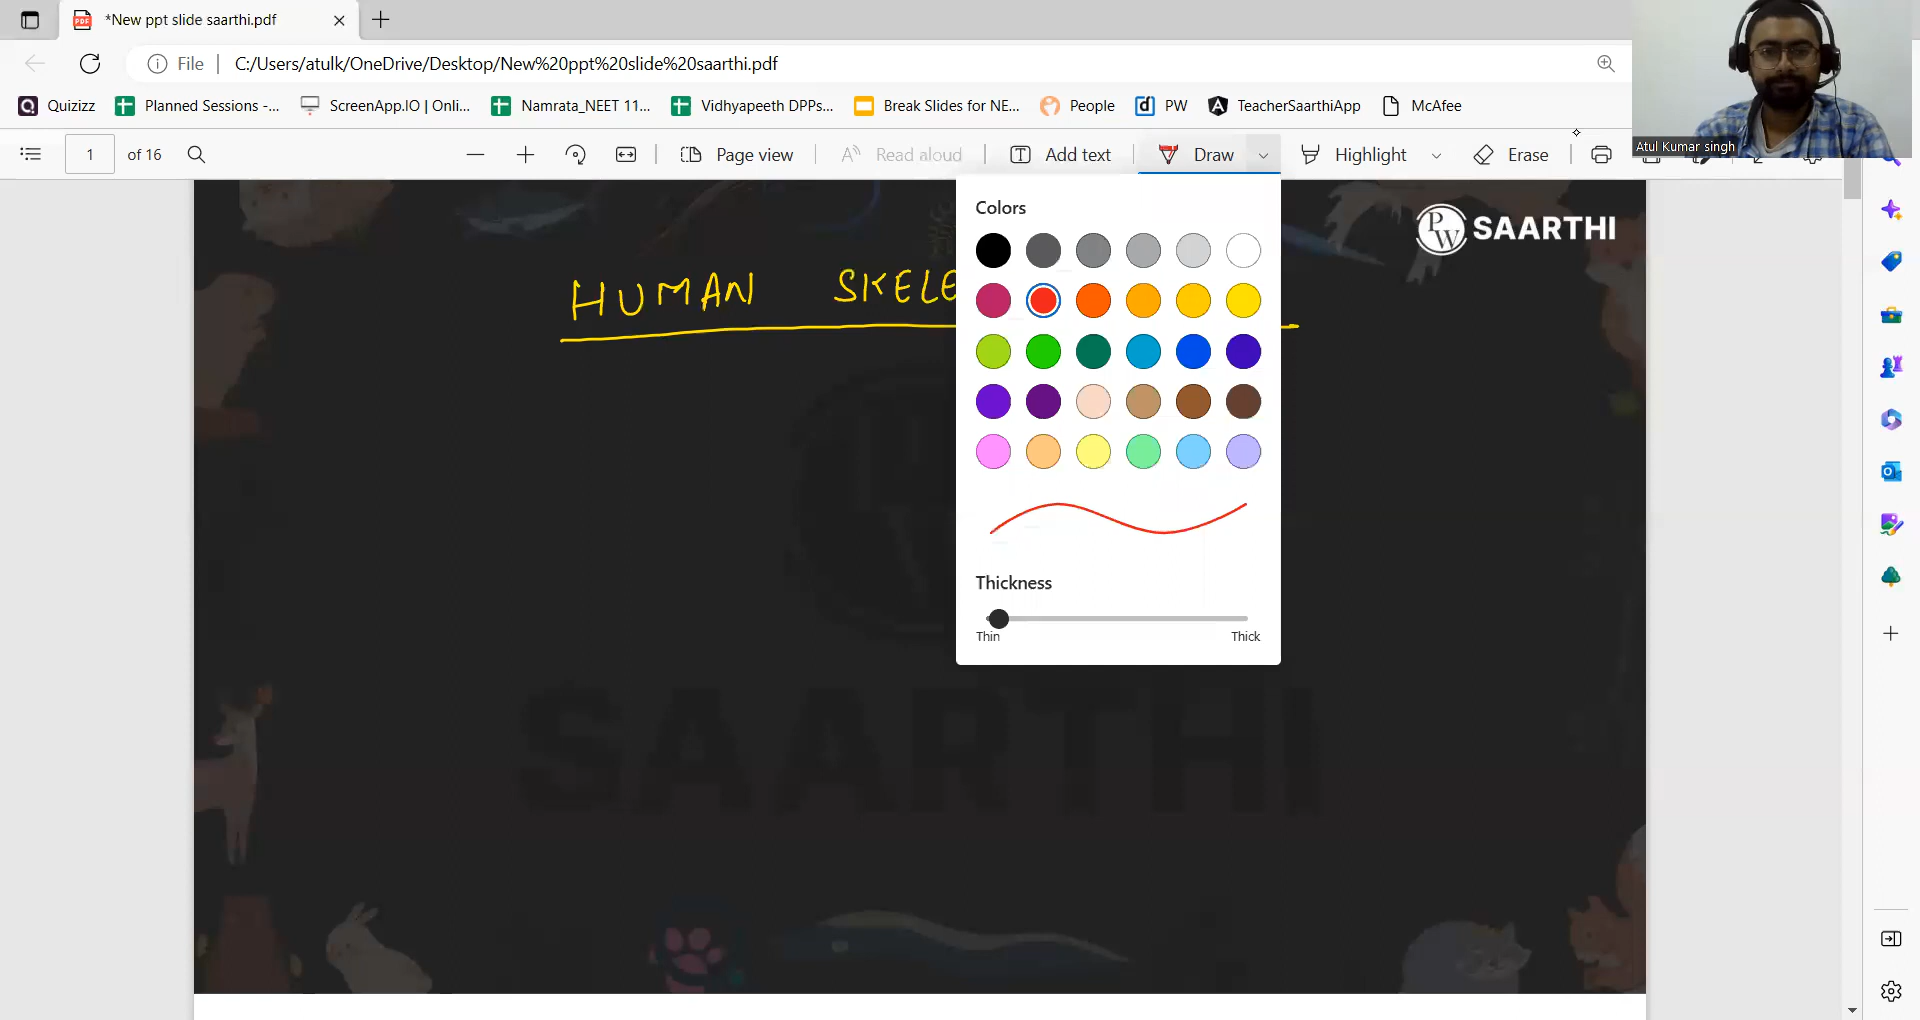 *New ppt slide saarthi.pdf
File C:/Users/atulk/OneDrive/Desktop/New%20ppt%20slide%20saarthi.pdf
Quizizz Planned Sessions -... ScreenApp.IO | Onli... Namrata_NEET 11... Vidhyapeeth DPPs... Break Slides for NE... People PW TeacherSaarthiApp McAfee
Atul Kumar singh
1 of 16 Page view Read aloud Add text Draw Highlight Erase
Colors
PW SAARTHI
HUMAN SKELE
Thickness
Thin Thick
SAARTHI